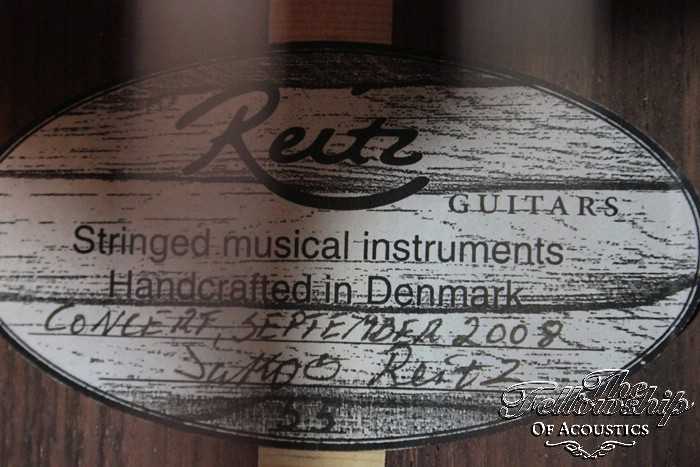 Reitz
GUITARS
Stringed musical instruments
Handcrafted in Denmark
CONCERT, SEPTEMBER 2008
Reitz
The
Fellowship
OF ACOUSTICS